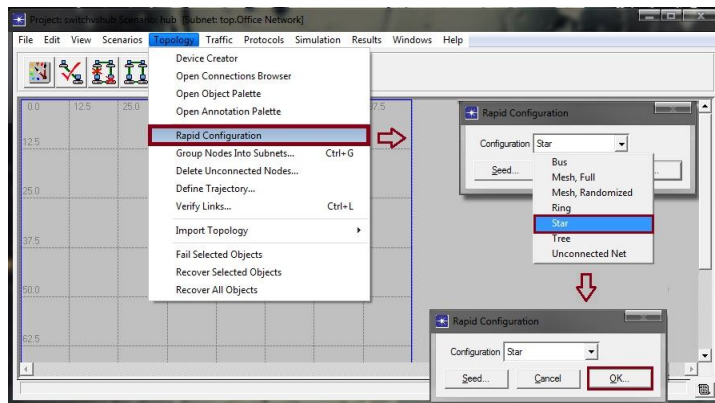 Project: switchvshub Scenario: hub [Subnet: top.Office Network]
File Edit View Scenarios Topology Traffic Protocols Simulation Results Windows Help
Device Creator
Open Connections Browser
Open Object Palette
Open Annotation Palette
Rapid Configuration
Group Nodes Into Subnets... Ctrl+G
Delete Unconnected Nodes...
Define Trajectory...
Verify Links... Ctrl+L
Import Topology
Fail Selected Objects
Recover Selected Objects
Recover All Objects
0.0 12.5 25.0 87.5
12.5
25.0
37.5
50.0
62.5
Rapid Configuration
Configuration Star
Seed...
Bus
Mesh, Full
Mesh, Randomized
Ring
Star
Tree
Unconnected Net
Rapid Configuration
Configuration Star
Seed... Cancel OK...